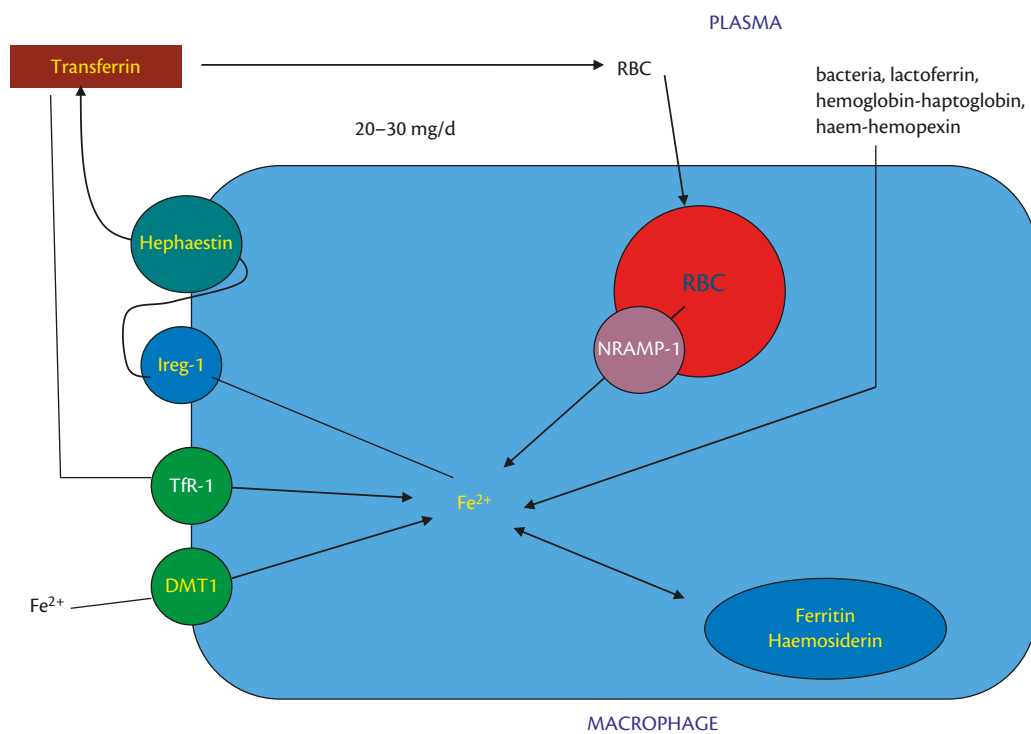 PLASMA
Transferrin
RBC
bacteria, lactoferrin,
hemoglobin-haptoglobin,
haem-hemopexin
20–30 mg/d
Hephaestin
RBC
NRAMP-1
Ireg-1
TfR-1
Fe²⁺
DMT1
Fe²⁺
Ferritin
Haemosiderin
MACROPHAGE